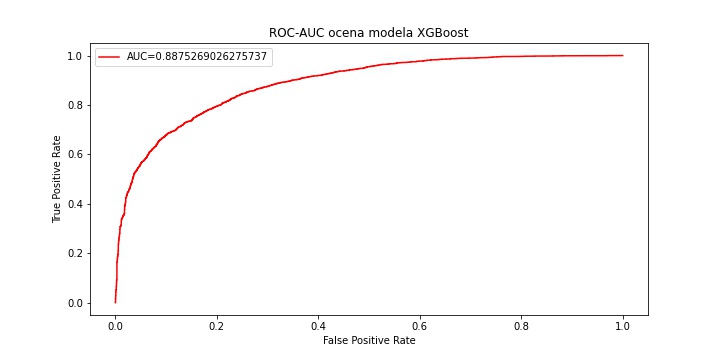 ROC-AUC ocena modela XGBoost
AUC=0.8875269026275737
True Positive Rate
1.0
0.8
0.6
0.4
0.2
0.0
0.0 0.2 0.4 0.6 0.8 1.0
False Positive Rate